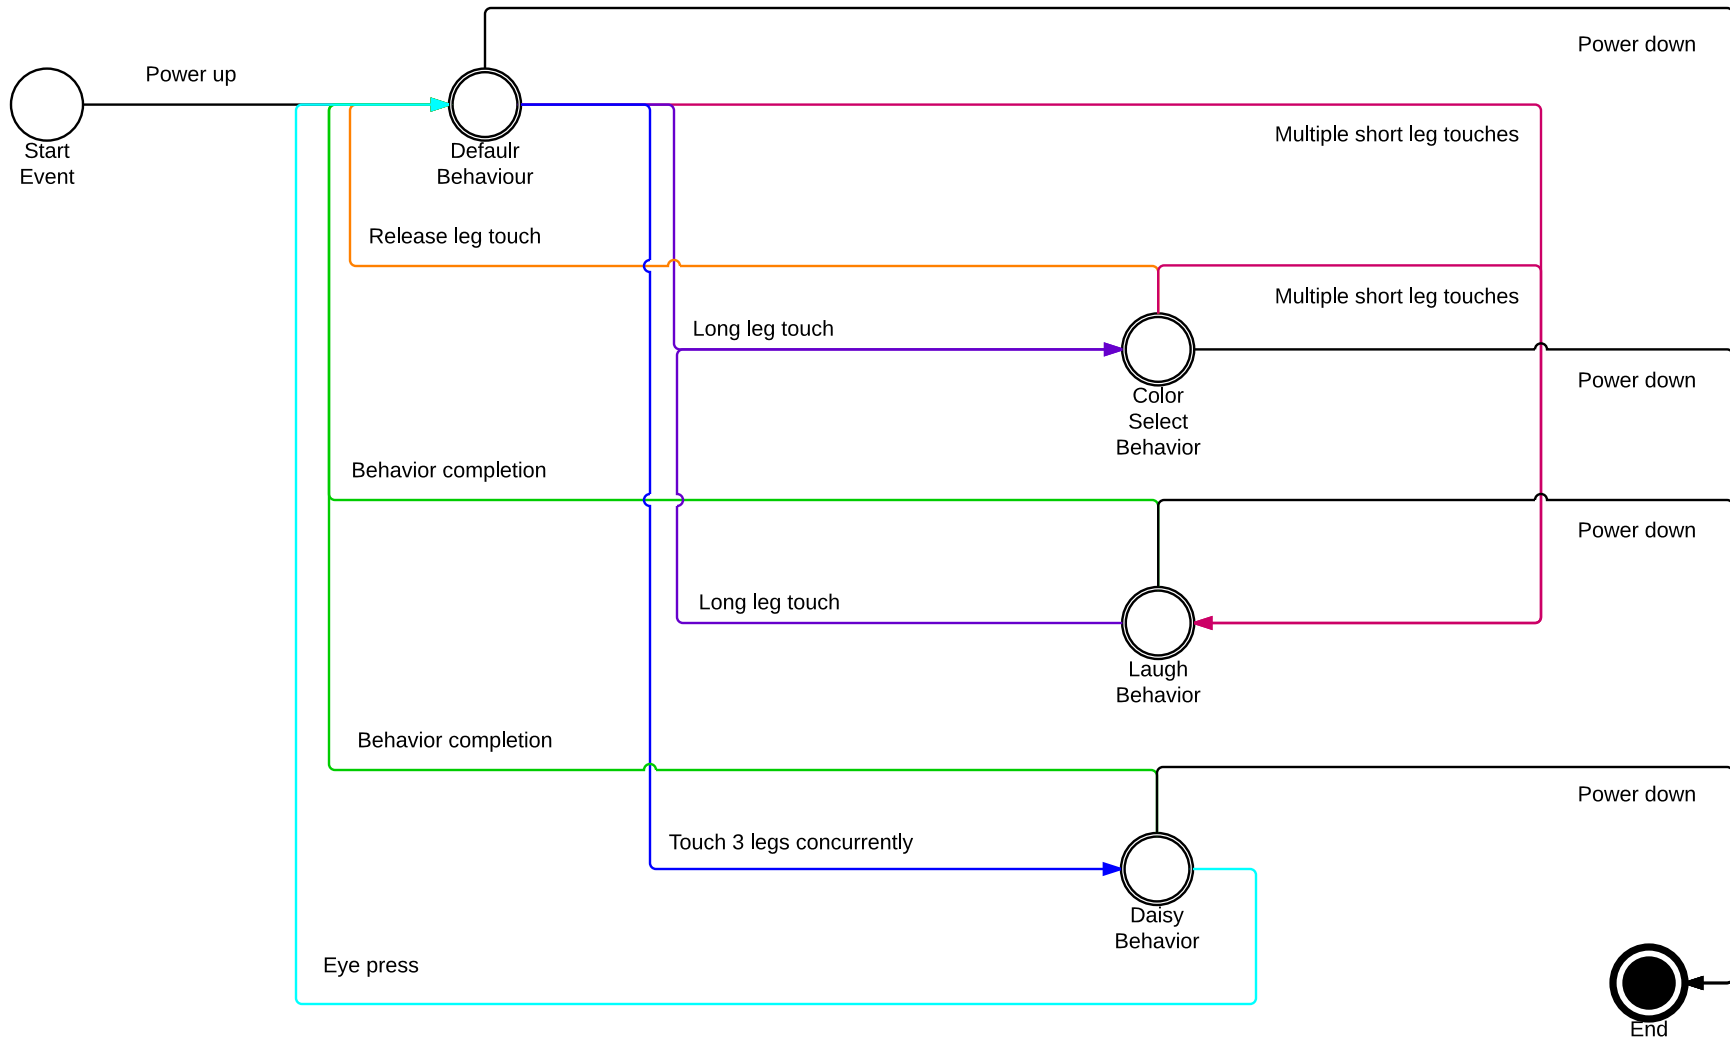 Power down
Power up
Start
Event
Defaulr
Behaviour
Multiple short leg touches
Release leg touch
Multiple short leg touches
Long leg touch
Power down
Color
Select
Behavior
Behavior completion
Power down
Long leg touch
Laugh
Behavior
Behavior completion
Power down
Touch 3 legs concurrently
Daisy
Behavior
Eye press
End